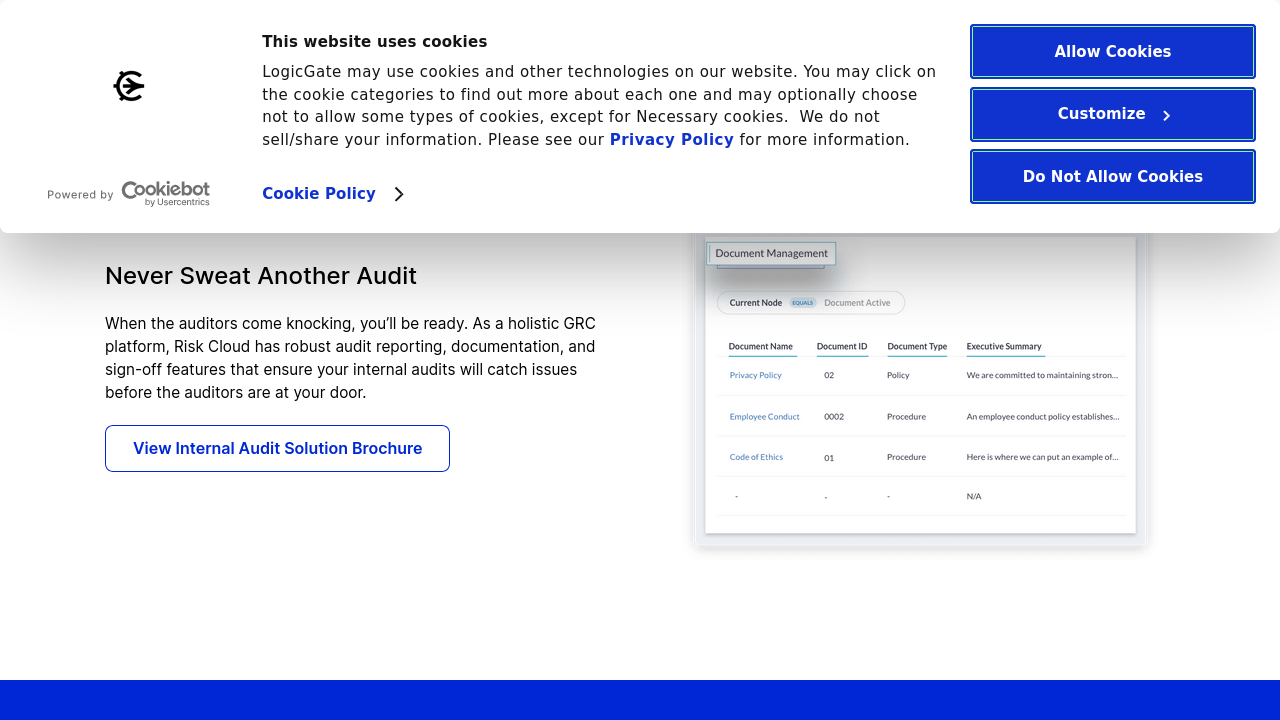 This website uses cookies
LogicGate may use cookies and other technologies on our website. You may click on
the cookie categories to find out more about each one and may optionally choose
not to allow some types of cookies, except for Necessary cookies.  We do not
sell/share your information. Please see our Privacy Policy for more information.
Powered by Cookiebot
by Usercentrics
Cookie Policy
Allow Cookies
Customize
Do Not Allow Cookies
Never Sweat Another Audit
When the auditors come knocking, you’ll be ready. As a holistic GRC
platform, Risk Cloud has robust audit reporting, documentation, and
sign-off features that ensure your internal audits will catch issues
before the auditors are at your door.
View Internal Audit Solution Brochure
Document Management
Current Node EQUALS Document Active
Document Name Document ID Document Type Executive Summary
Privacy Policy 02 Policy We are committed to maintaining stron...
Employee Conduct 0002 Procedure An employee conduct policy establishes...
Code of Ethics 01 Procedure Here is where we can put an example of...
- - - N/A